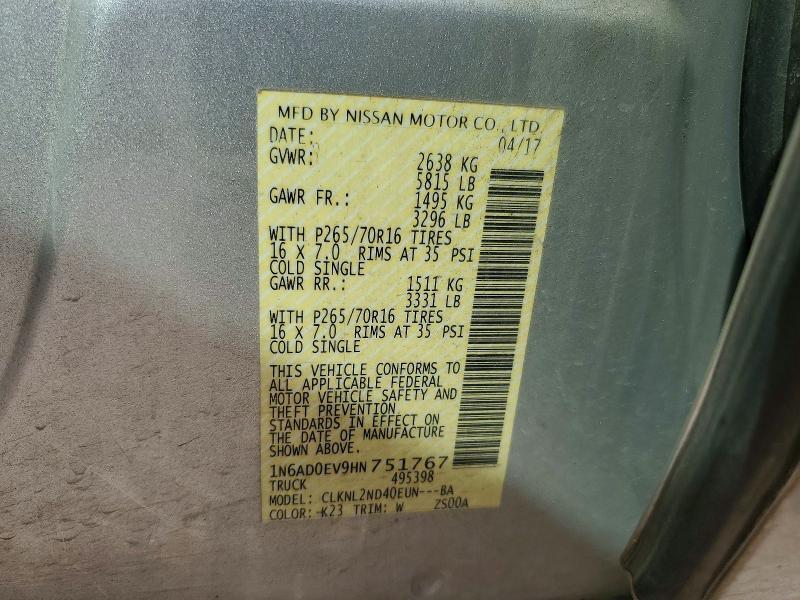 MFD BY NISSAN MOTOR CO., LTD.
DATE: 04/17
GVWR: 2638 KG
5815 LB
GAWR FR.: 1495 KG
3296 LB
WITH P265/70R16 TIRES
16 X 7.0 RIMS AT 35 PSI
COLD SINGLE
GAWR RR.: 1511 KG
3331 LB
WITH P265/70R16 TIRES
16 X 7.0 RIMS AT 35 PSI
COLD SINGLE
THIS VEHICLE CONFORMS TO
ALL APPLICABLE FEDERAL
MOTOR VEHICLE SAFETY AND
THEFT PREVENTION
STANDARDS IN EFFECT ON
THE DATE OF MANUFACTURE
SHOWN ABOVE.
1N6AD0EV9HN751767
TRUCK 495398
MODEL: CLKNL2ND40EUN---BA
COLOR: K23 TRIM: W ZS00A